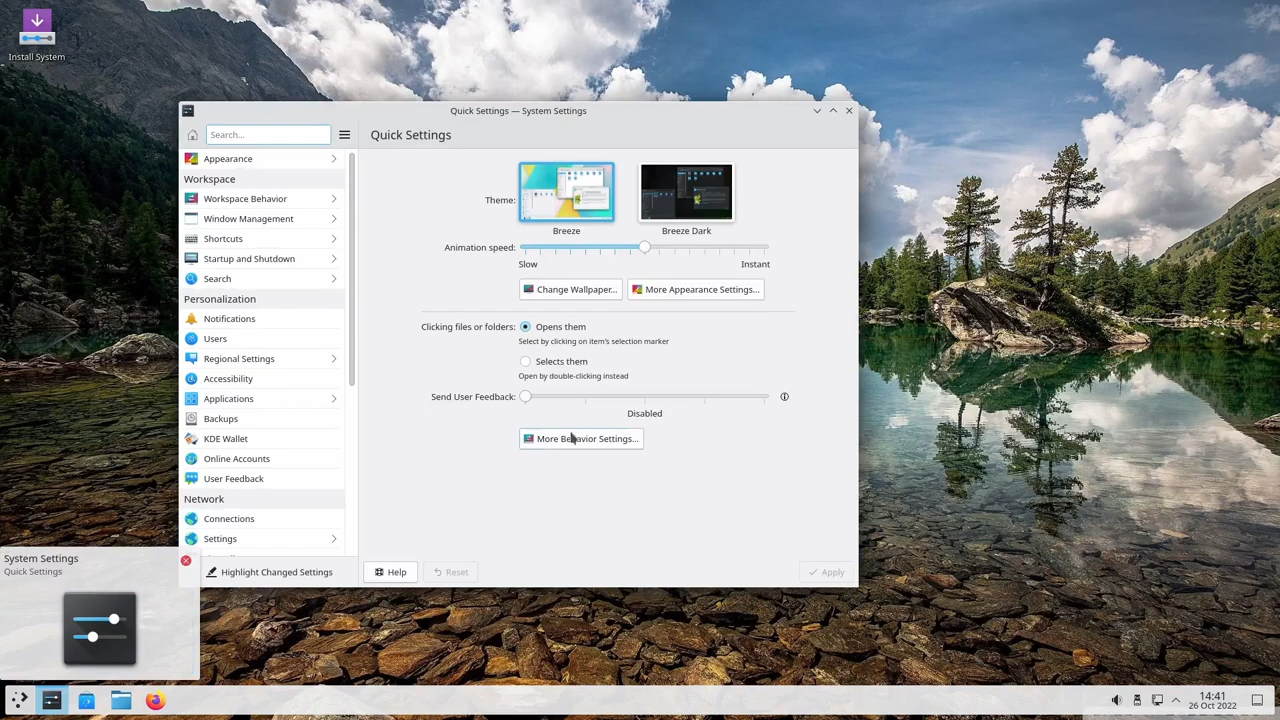 Install System
Quick Settings — System Settings
Search...
Quick Settings
Appearance
Workspace
Workspace Behavior
Window Management
Shortcuts
Startup and Shutdown
Search
Personalization
Notifications
Users
Regional Settings
Accessibility
Applications
Backups
KDE Wallet
Online Accounts
User Feedback
Network
Connections
Settings
Highlight Changed Settings
Theme:
Breeze
Breeze Dark
Animation speed:
Slow
Instant
Change Wallpaper...
More Appearance Settings...
Clicking files or folders:
Opens them
Select by clicking on item's selection marker
Selects them
Open by double-clicking instead
Send User Feedback:
Disabled
More Behavior Settings...
Help
Reset
Apply
System Settings
Quick Settings
14:41
26 Oct 2022